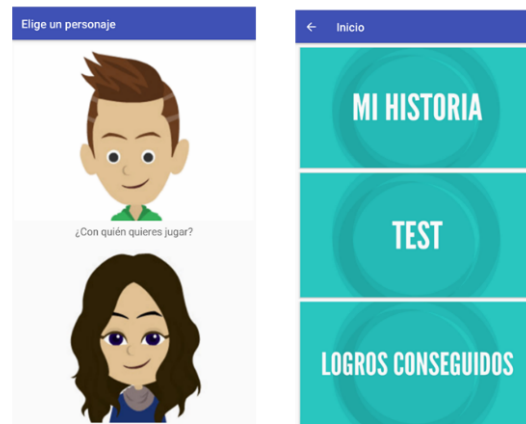 Elige un personaje
¿Con quién quieres jugar?
Inicio
MI HISTORIA
TEST
LOGROS CONSEGUIDOS